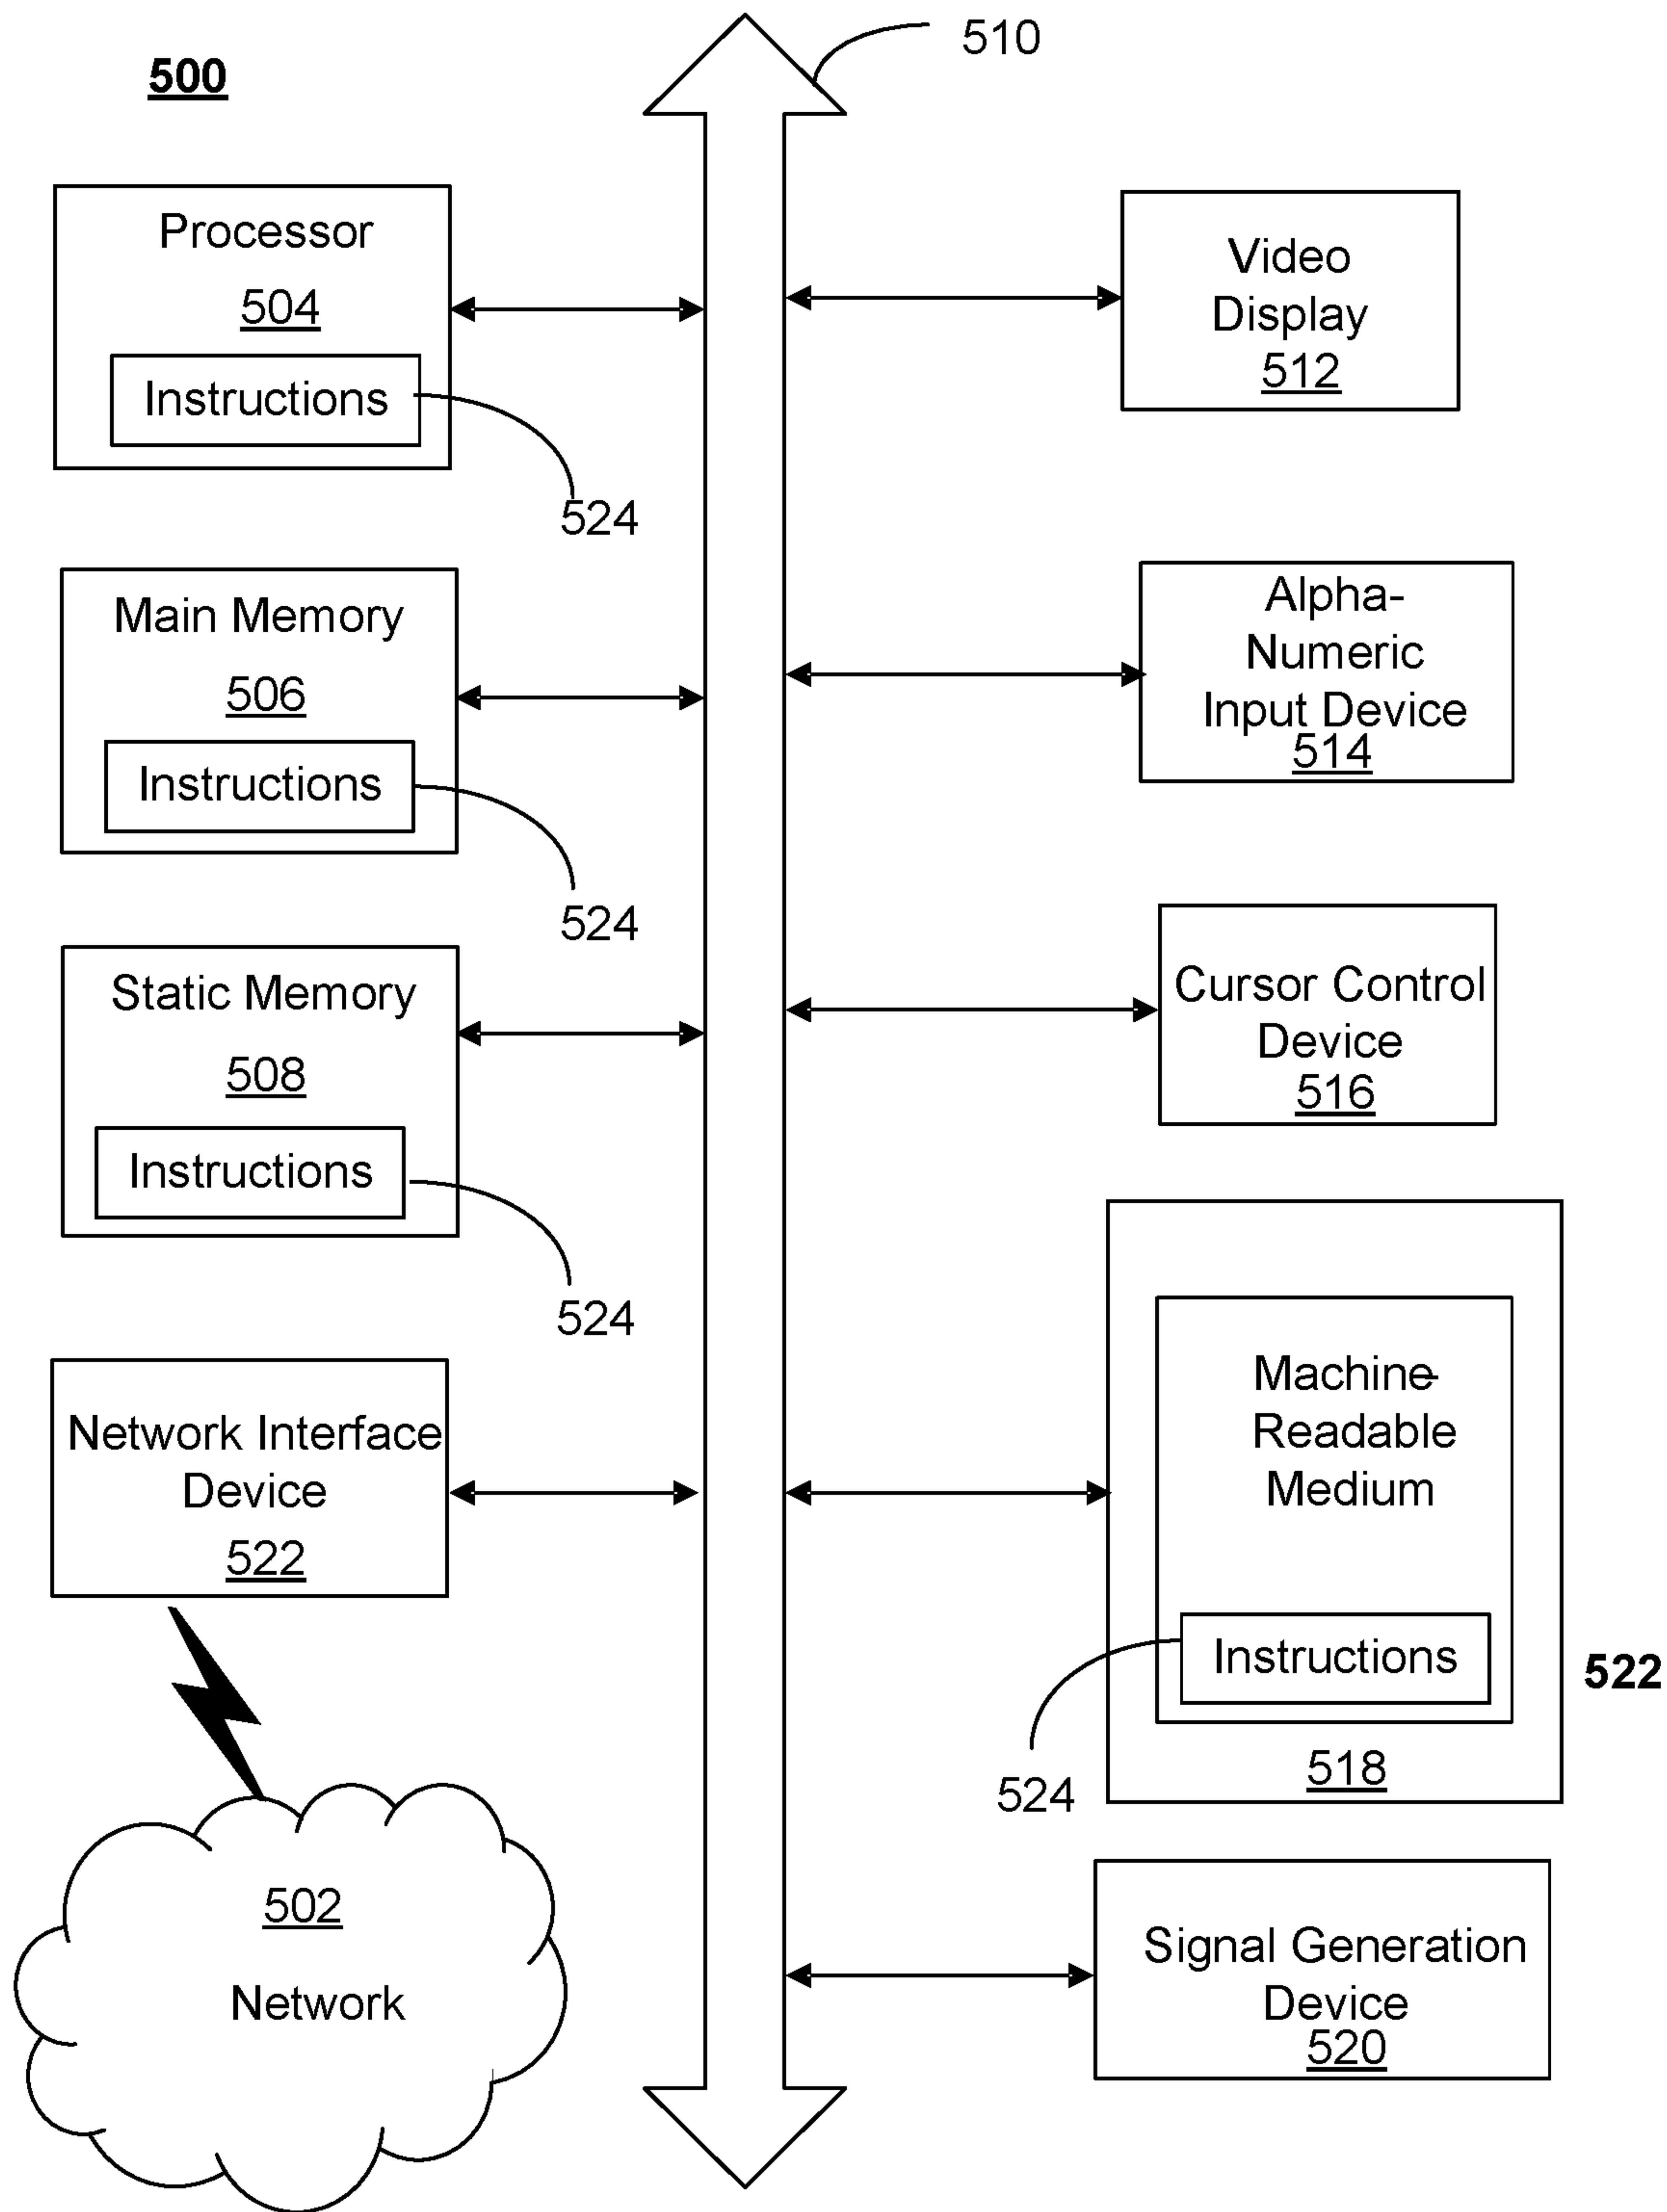 500
510
Processor
504
Instructions
524
Main Memory
506
Instructions
524
Static Memory
508
Instructions
524
Network Interface
Device
522
502
Network
Video
Display
512
Alpha-
Numeric
Input Device
514
Cursor Control
Device
516
Machine-
Readable
Medium
Instructions
522
518
524
Signal Generation
Device
520